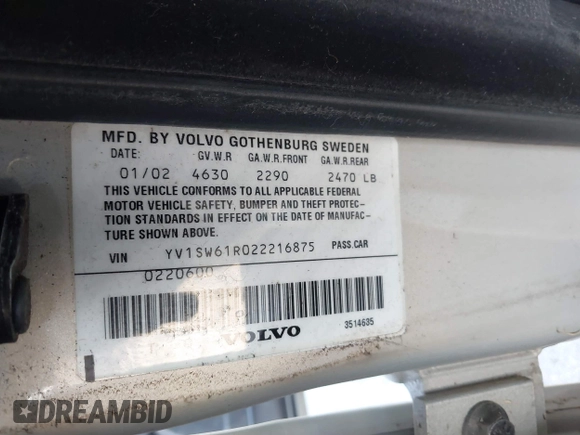 MFD. BY VOLVO GOTHENBURG SWEDEN
DATE: GV.W.R GA.W.R.FRONT GA.W.R.REAR
01/02 4630 2290 2470 LB
THIS VEHICLE CONFORMS TO ALL APPLICABLE FEDERAL
MOTOR VEHICLE SAFETY, BUMPER AND THEFT PROTEC-
TION STANDARDS IN EFFECT ON THE DATE OF MANUFAC-
TURE SHOWN ABOVE.
VIN YV1SW61R022216875 PASS.CAR
0220600
VOLVO 3514635
DREAMBID